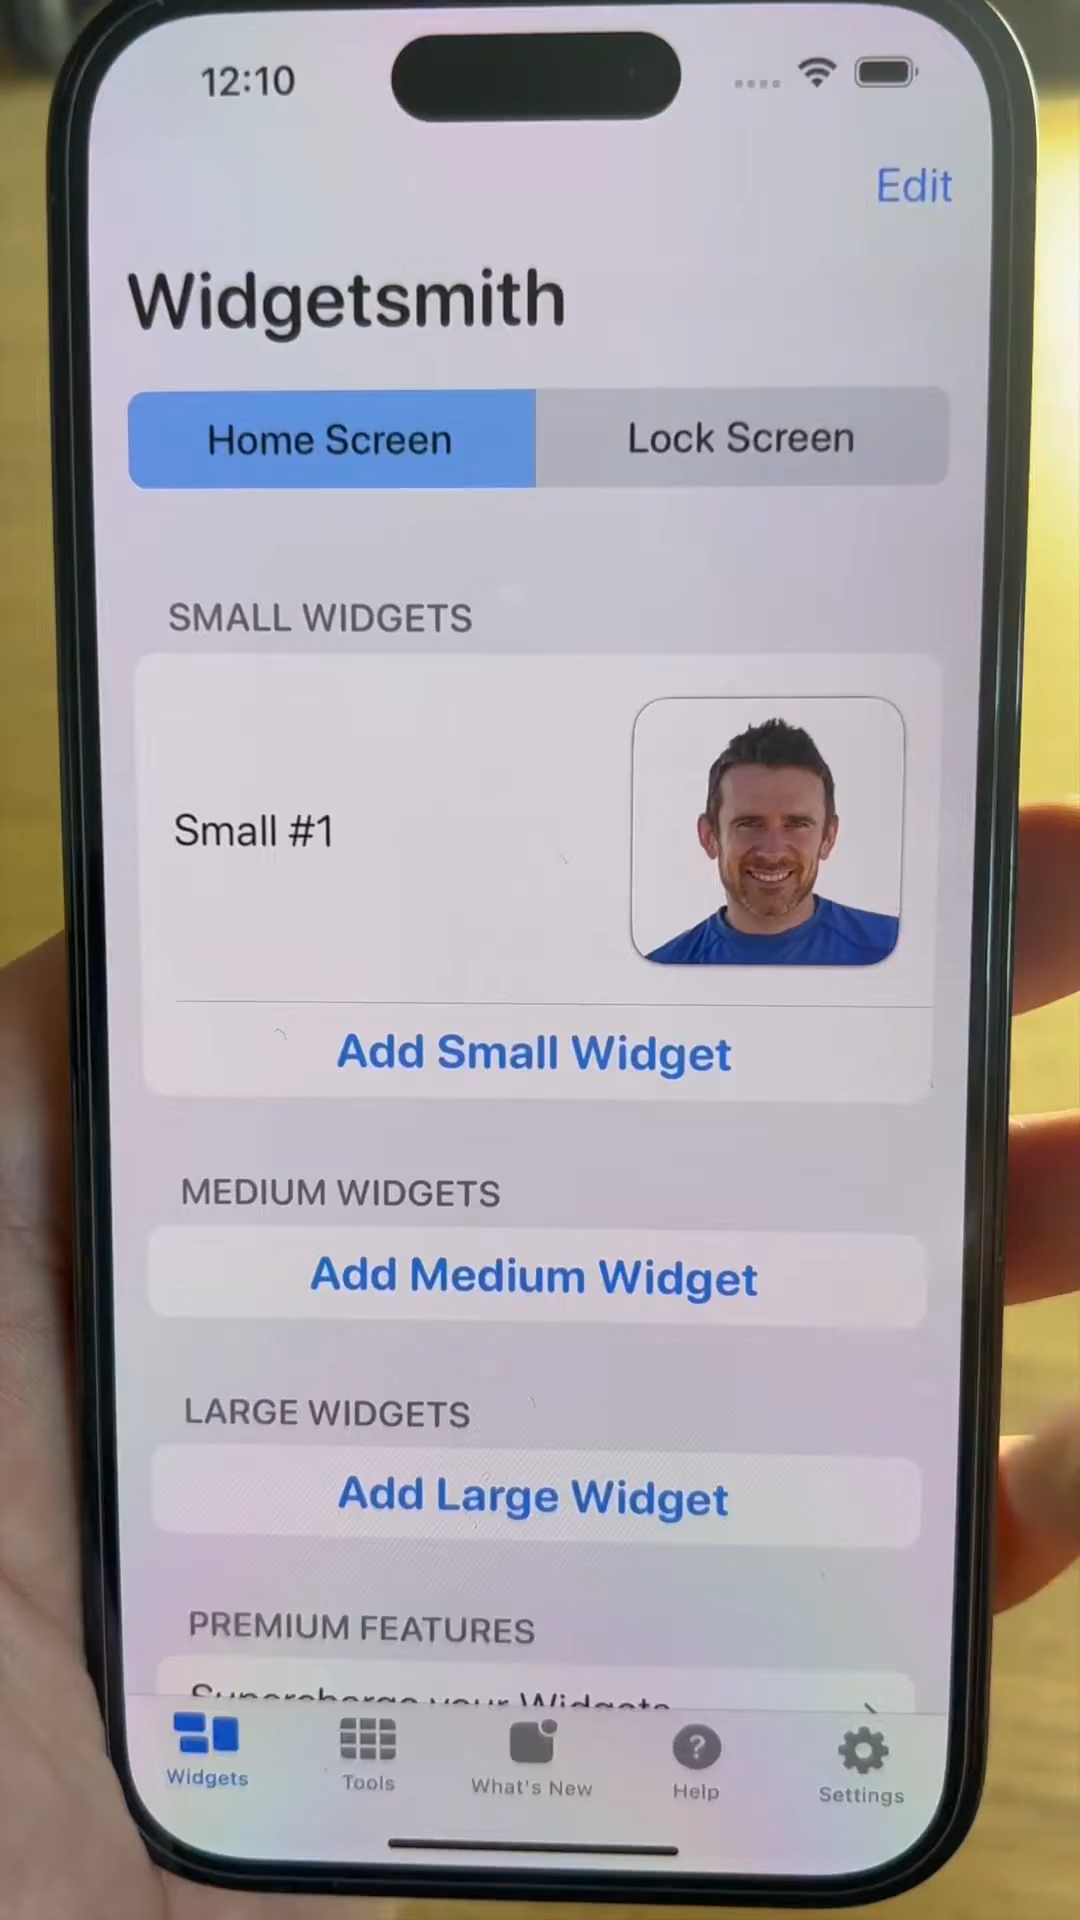 12:10
Edit
Widgetsmith
Home Screen
Lock Screen
SMALL WIDGETS
Small #1
Add Small Widget
MEDIUM WIDGETS
Add Medium Widget
LARGE WIDGETS
Add Large Widget
PREMIUM FEATURES
Supercharge your Widgets
Widgets
Tools
What's New
Help
Settings